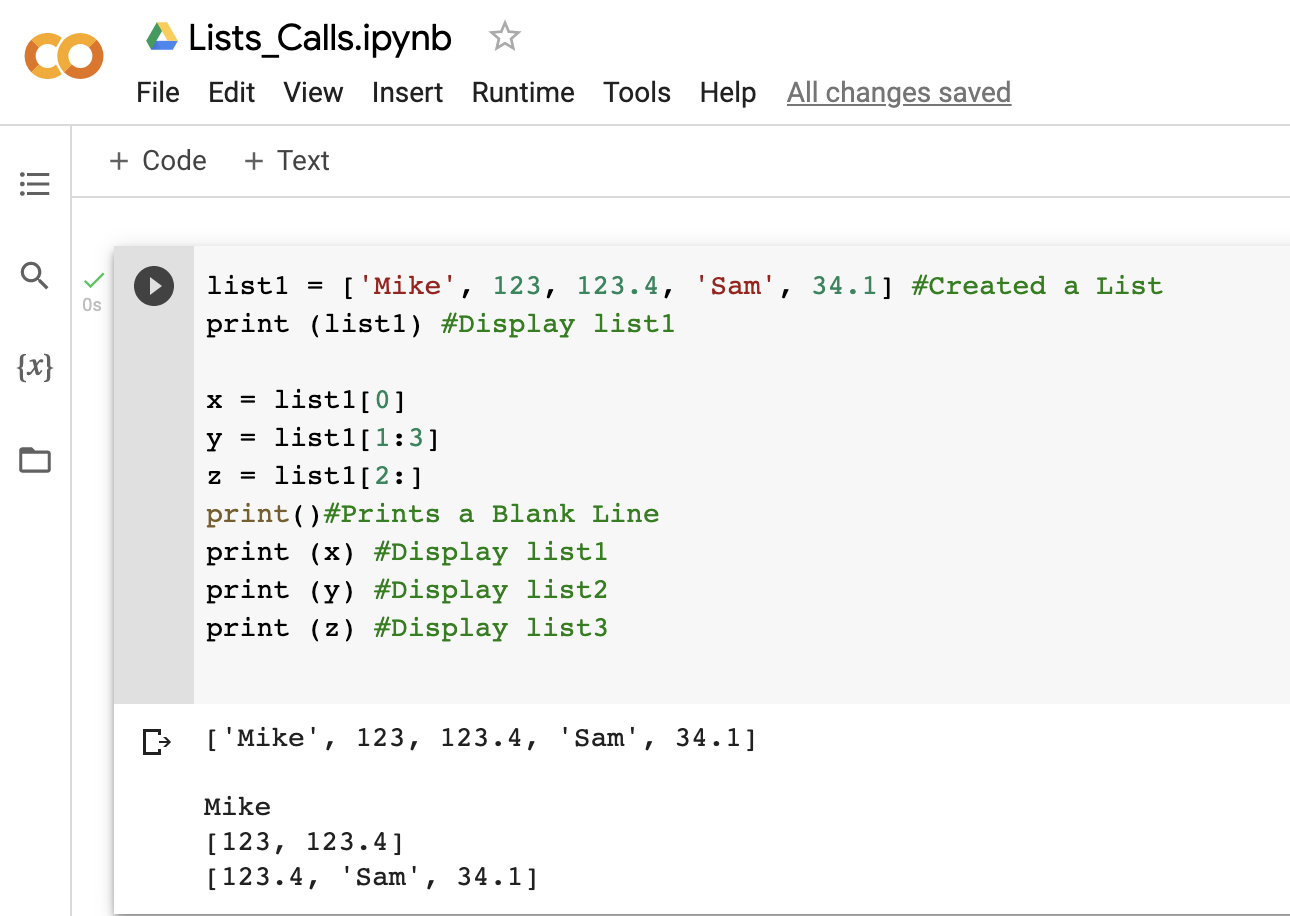 Lists_Calls.ipynb
File Edit View Insert Runtime Tools Help All changes saved
+ Code + Text
{x}
0s
list1 = ['Mike', 123, 123.4, 'Sam', 34.1] #Created a List
print (list1) #Display list1
x = list1[0]
y = list1[1:3]
z = list1[2:]
print()#Prints a Blank Line
print (x) #Display list1
print (y) #Display list2
print (z) #Display list3
['Mike', 123, 123.4, 'Sam', 34.1]
Mike
[123, 123.4]
[123.4, 'Sam', 34.1]